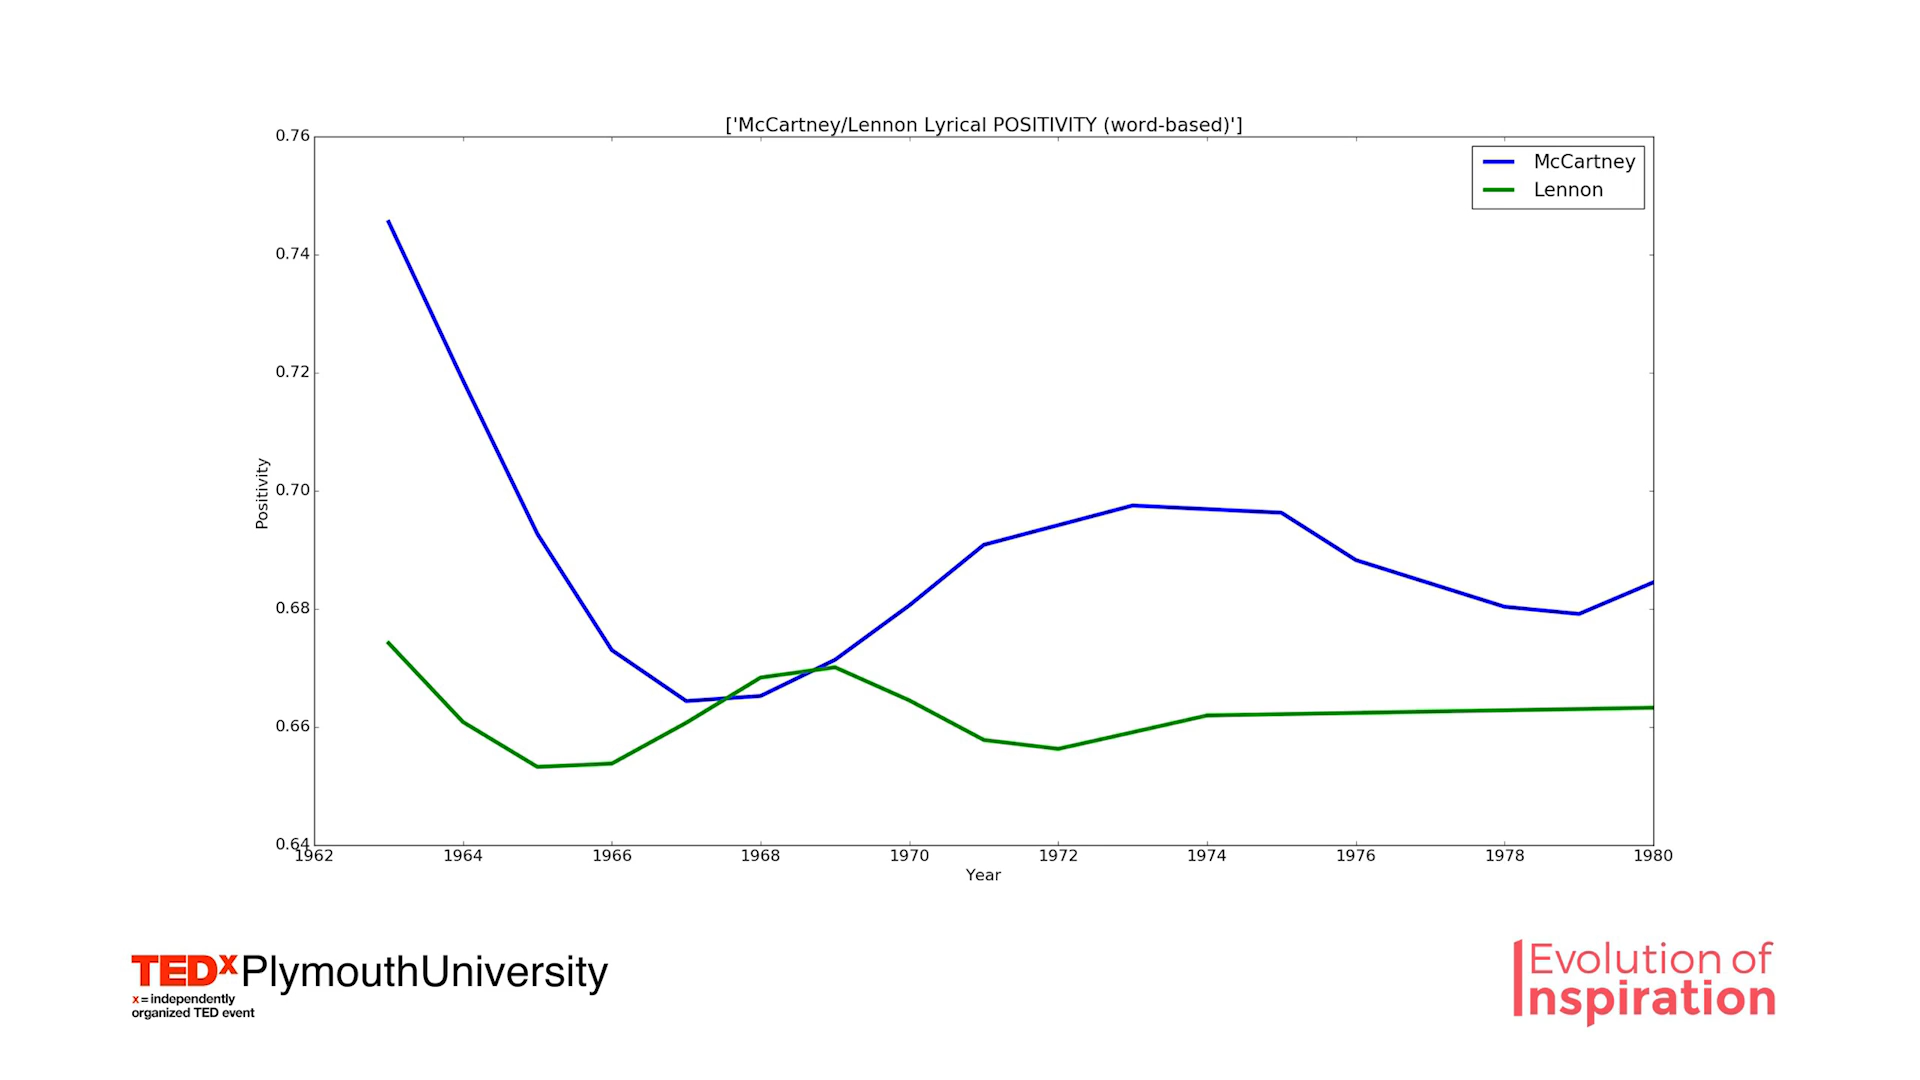 ['McCartney/Lennon Lyrical POSITIVITY (word-based)']
McCartney
Lennon
0.76
0.74
0.72
0.70
0.68
0.66
0.64
Positivity
1962 1964 1966 1968 1970 1972 1974 1976 1978 1980
Year
TEDxPlymouthUniversity
x = independently
organized TED event
Evolution of
Inspiration